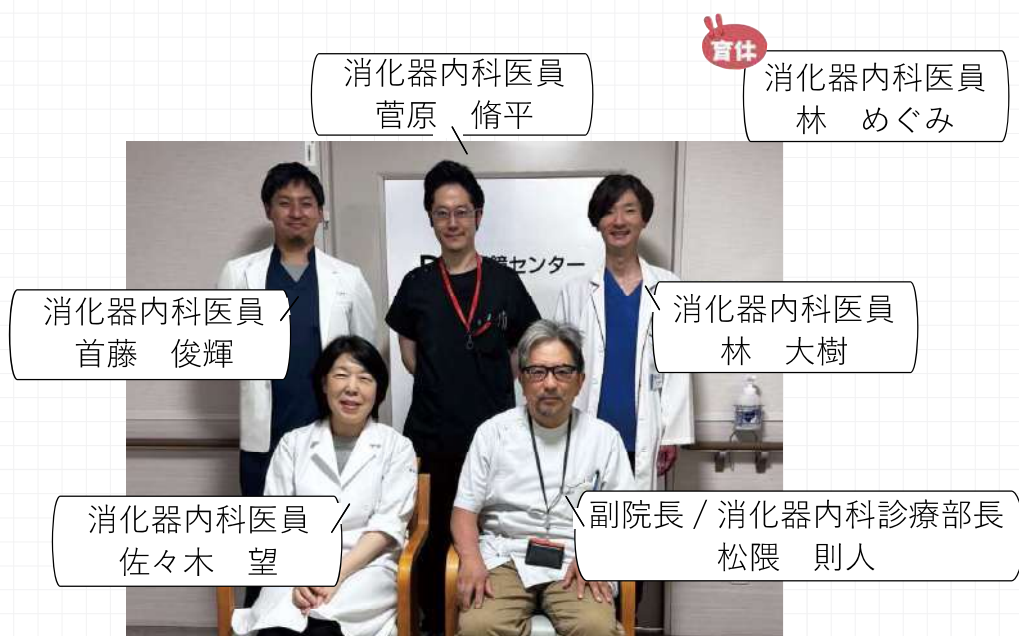 育休
消化器内科医員
林　めぐみ
消化器内科医員
菅原　脩平
鏡センター
消化器内科医員
首藤　俊輝
消化器内科医員
林　大樹
消化器内科医員
佐々木　望
副院長 / 消化器内科診療部長
松隈　則人